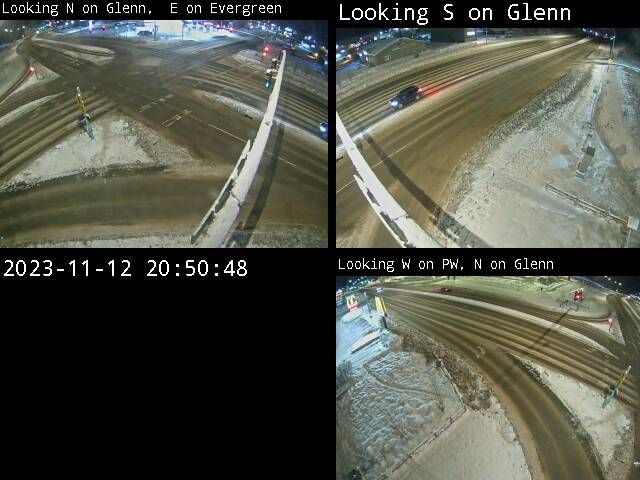 Looking N on Glenn,  E on Evergreen
Looking S on Glenn
2023-11-12 20:50:48
Looking W on PW, N on Glenn